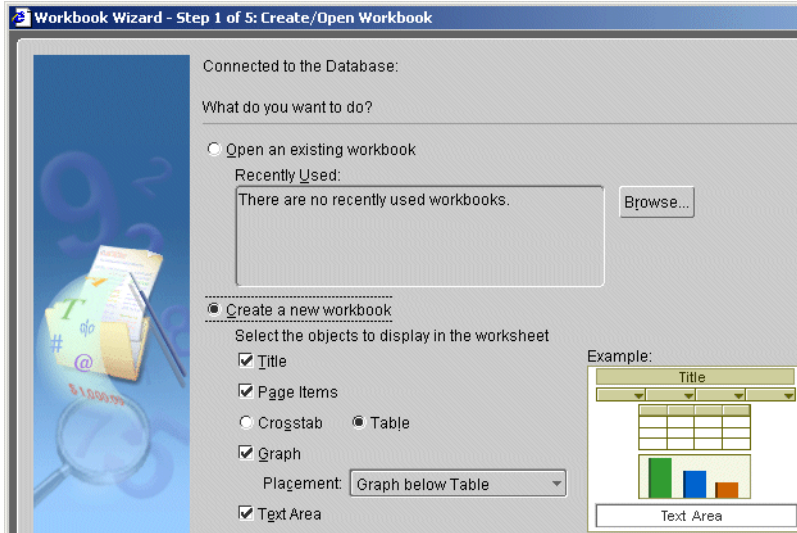 Workbook Wizard - Step 1 of 5: Create/Open Workbook
Connected to the Database:
What do you want to do?
Open an existing workbook
Recently Used:
There are no recently used workbooks.
Browse...
Create a new workbook
Select the objects to display in the worksheet
Title
Page Items
Crosstab Table
Graph
Placement: Graph below Table
Text Area
Example:
Title
Text Area
T
%
#
@
$1,000.99